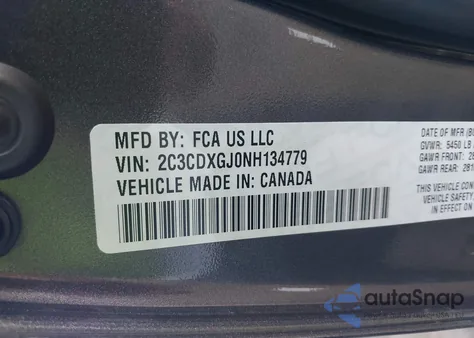 MFD BY: FCA US LLC
VIN: 2C3CDXGJ0NH134779
VEHICLE MADE IN: CANADA
DATE OF MFR
GVWR: 5450 LB
GAWR FRONT:
GAWR REAR:
THIS VEHICLE
VEHICLE SAFETY
IN EFFECT ON
autoSnap